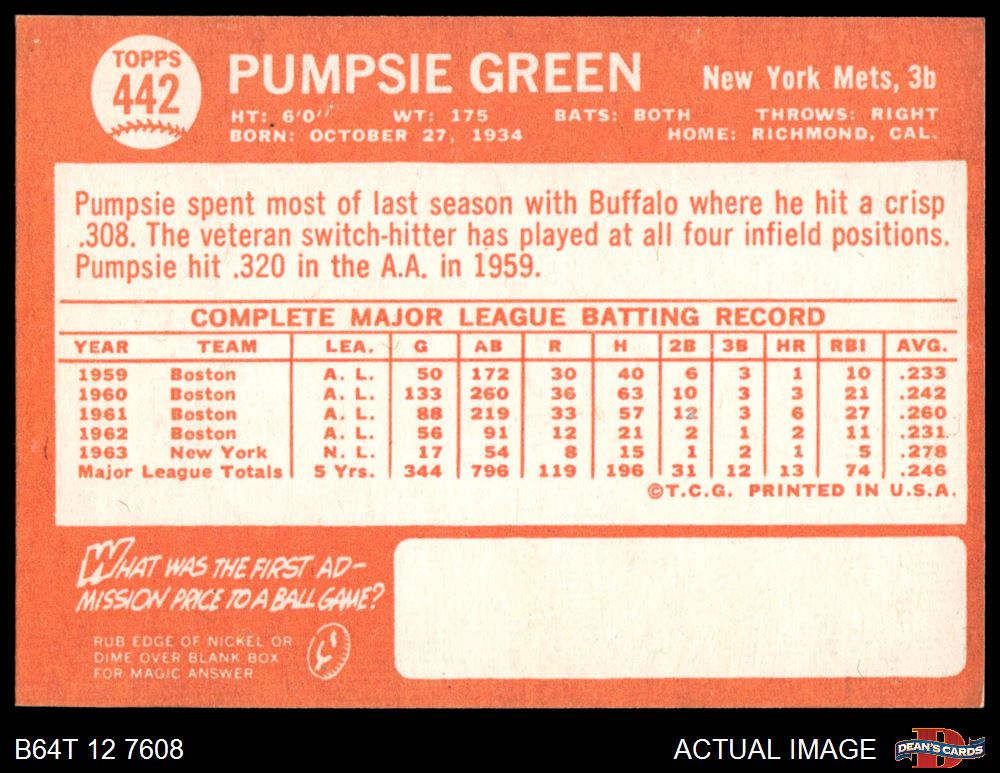 TOPPS
442
PUMPSIE GREEN
New York Mets, 3b
HT: 6'0" WT: 175 BATS: BOTH THROWS: RIGHT
BORN: OCTOBER 27, 1934 HOME: RICHMOND, CAL.
Pumpsie spent most of last season with Buffalo where he hit a crisp
.308. The veteran switch-hitter has played at all four infield positions.
Pumpsie hit .320 in the A.A. in 1959.
COMPLETE MAJOR LEAGUE BATTING RECORD
YEAR TEAM LEA. G AB R H 2B 3B HR RBI AVG.
1959 Boston A. L. 50 172 30 40 6 3 1 10 .233
1960 Boston A. L. 133 260 36 63 10 3 3 21 .242
1961 Boston A. L. 88 219 33 57 12 3 6 27 .260
1962 Boston A. L. 56 91 12 21 2 1 2 11 .231
1963 New York N. L. 17 54 8 15 1 2 1 5 .278
Major League Totals 5 Yrs. 344 796 119 196 31 12 13 74 .246
©T.C.G. PRINTED IN U.S.A.
WHAT WAS THE FIRST AD-
MISSION PRICE TO A BALL GAME?
RUB EDGE OF NICKEL OR
DIME OVER BLANK BOX
FOR MAGIC ANSWER
B64T 12 7608
ACTUAL IMAGE
D
DEAN'S CARDS